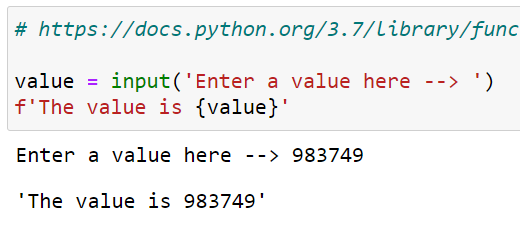 # https://docs.python.org/3.7/library/func
value = input('Enter a value here --> ')
f'The value is {value}'
Enter a value here --> 983749
'The value is 983749'